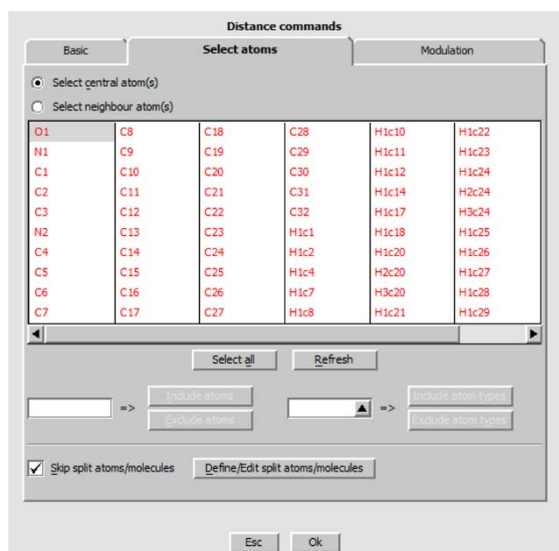 Distance commands
Basic Select atoms Modulation
Select central atom(s)
Select neighbour atom(s)
O1 C8 C18 C28 H1c10 H1c22
N1 C9 C19 C29 H1c11 H1c23
C1 C10 C20 C30 H1c12 H1c24
C2 C11 C21 C31 H1c14 H2c24
C3 C12 C22 C32 H1c17 H3c24
N2 C13 C23 H1c1 H1c18 H1c25
C4 C14 C24 H1c2 H1c20 H1c26
C5 C15 C25 H1c4 H2c20 H1c27
C6 C16 C26 H1c7 H3c20 H1c28
C7 C17 C27 H1c8 H1c21 H1c29
Select all Refresh
Include atoms Include atom types
=> =>
Exclude atoms Exclude atom types
Skip split atoms/molecules Define/Edit split atoms/molecules
Esc Ok